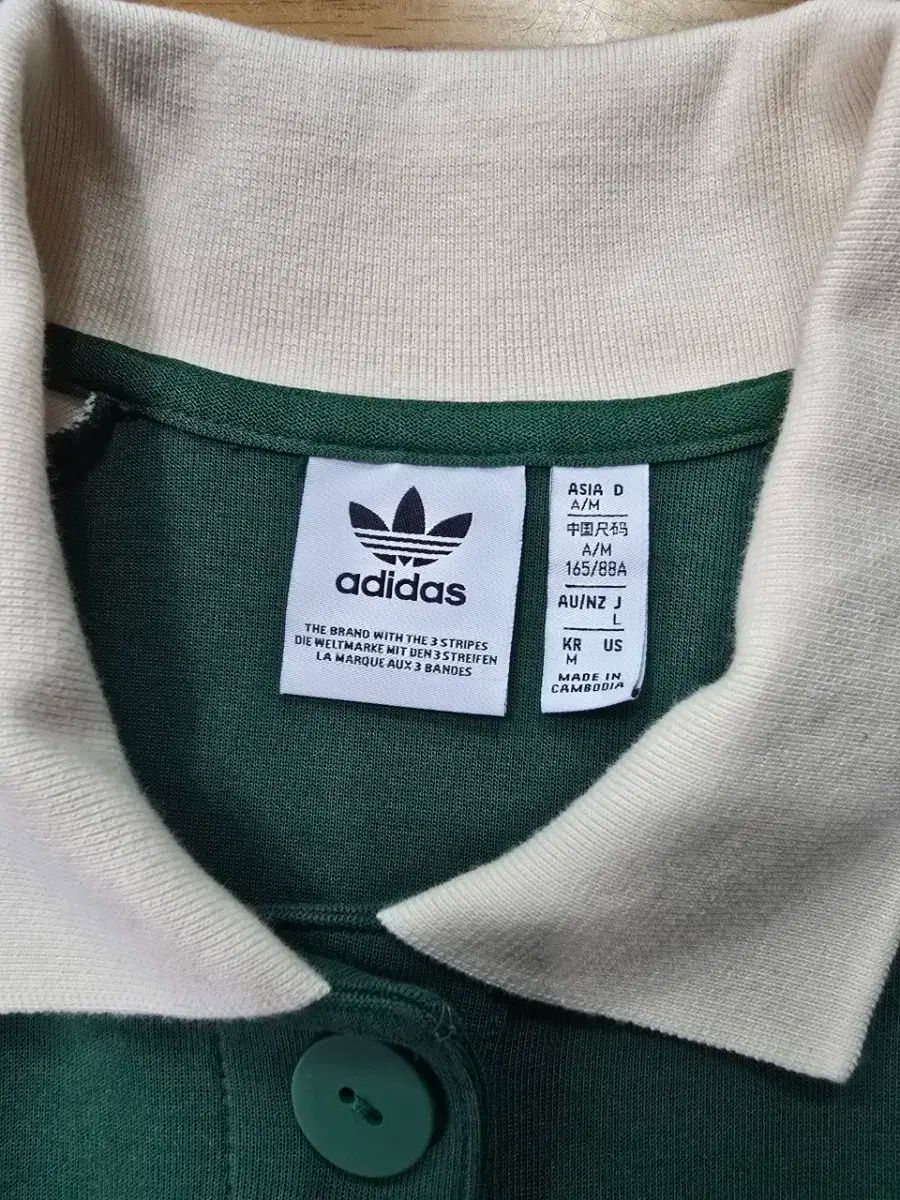 adidas
THE BRAND WITH THE 3 STRIPES
DIE WELTMARKE MIT DEN 3 STREIFEN
LA MARQUE AUX 3 BANDES
ASIA D
A/M
中国尺码
A/M
165/88A
AU/NZ J
L
KR US
M
MADE IN
CAMBODIA